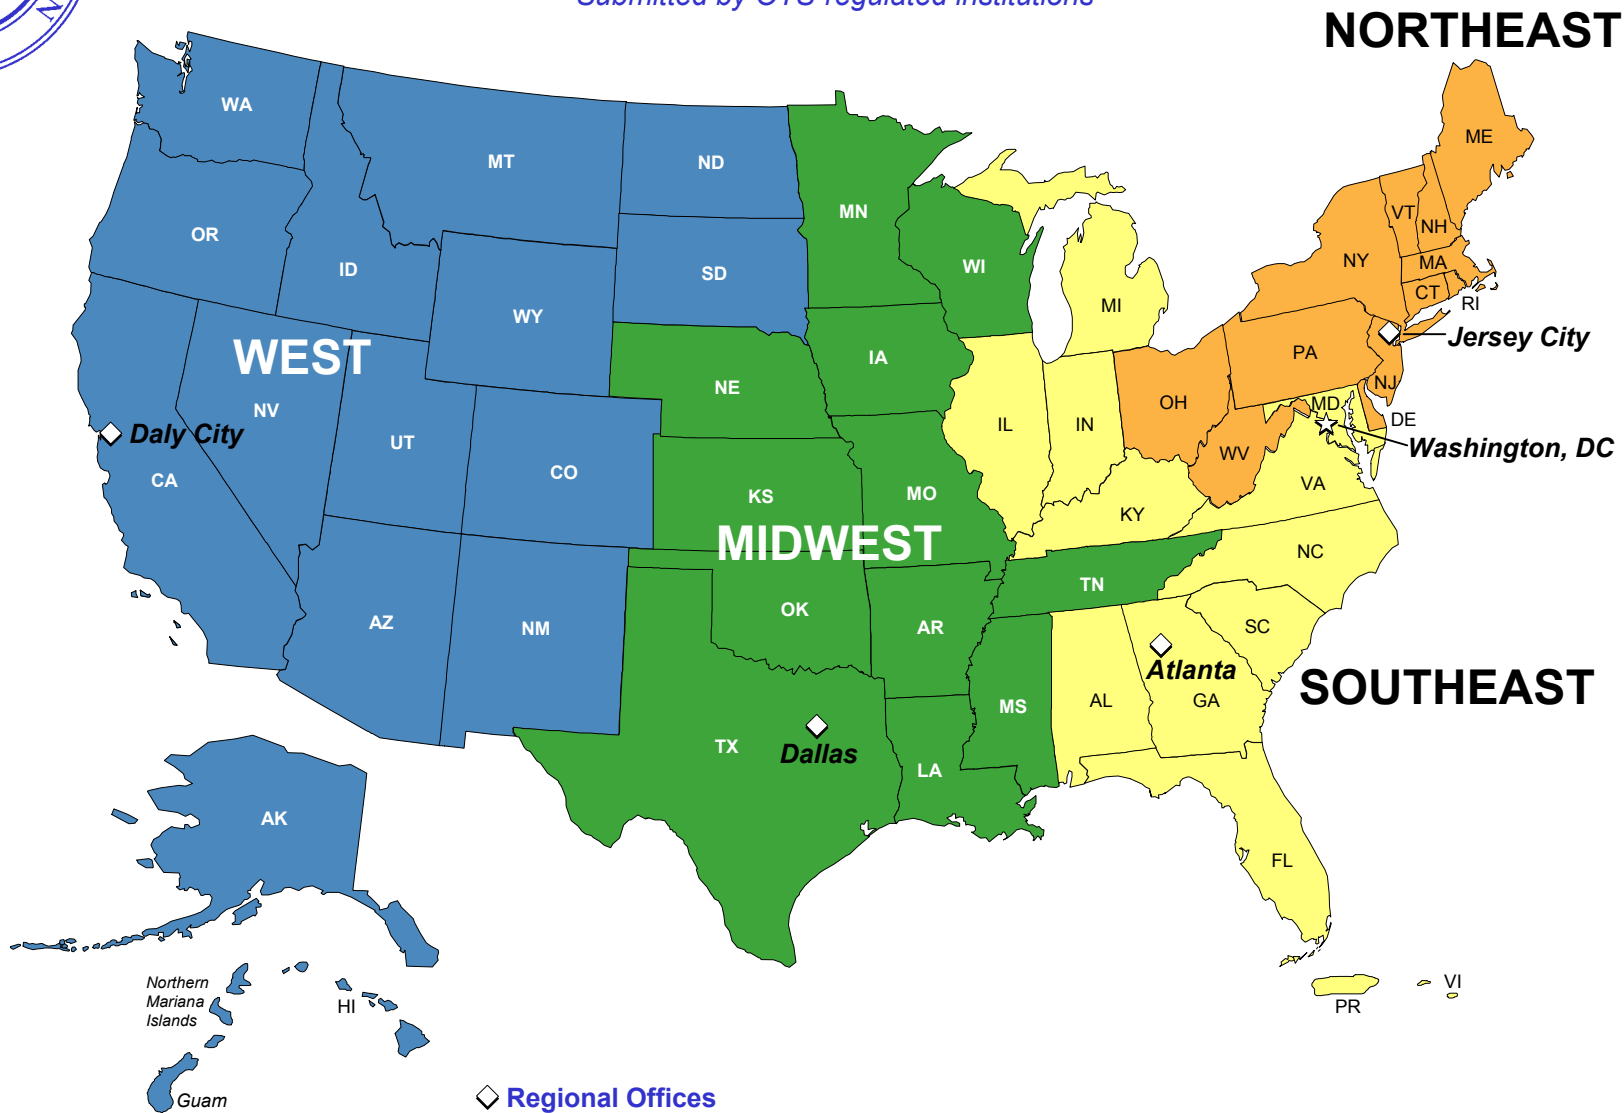 NORTHEAST
WA
MT
ND
MN
ME
OR
ID
SD
WI
VT
NH
NY
MA
CT
RI
MI
WY
WEST
IA
PA
Jersey City
NE
NJ
NV
UT
CO
IL
IN
OH
MD
DE
Daly City
CA
WV
Washington, DC
KS
MO
VA
KY
MIDWEST
NC
TN
AZ
NM
OK
AR
SC
Atlanta
SOUTHEAST
AL
GA
MS
TX
Dallas
LA
AK
FL
Northern
Mariana
Islands
HI
VI
PR
Guam
Regional Offices